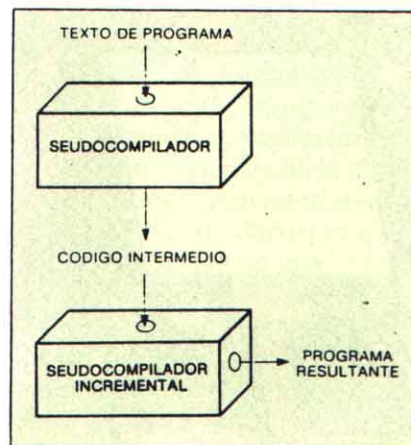 TEXTO DE PROGRAMA
SEUDOCOMPILADOR
CODIGO INTERMEDIO
SEUDOCOMPILADOR
INCREMENTAL
PROGRAMA
RESULTANTE